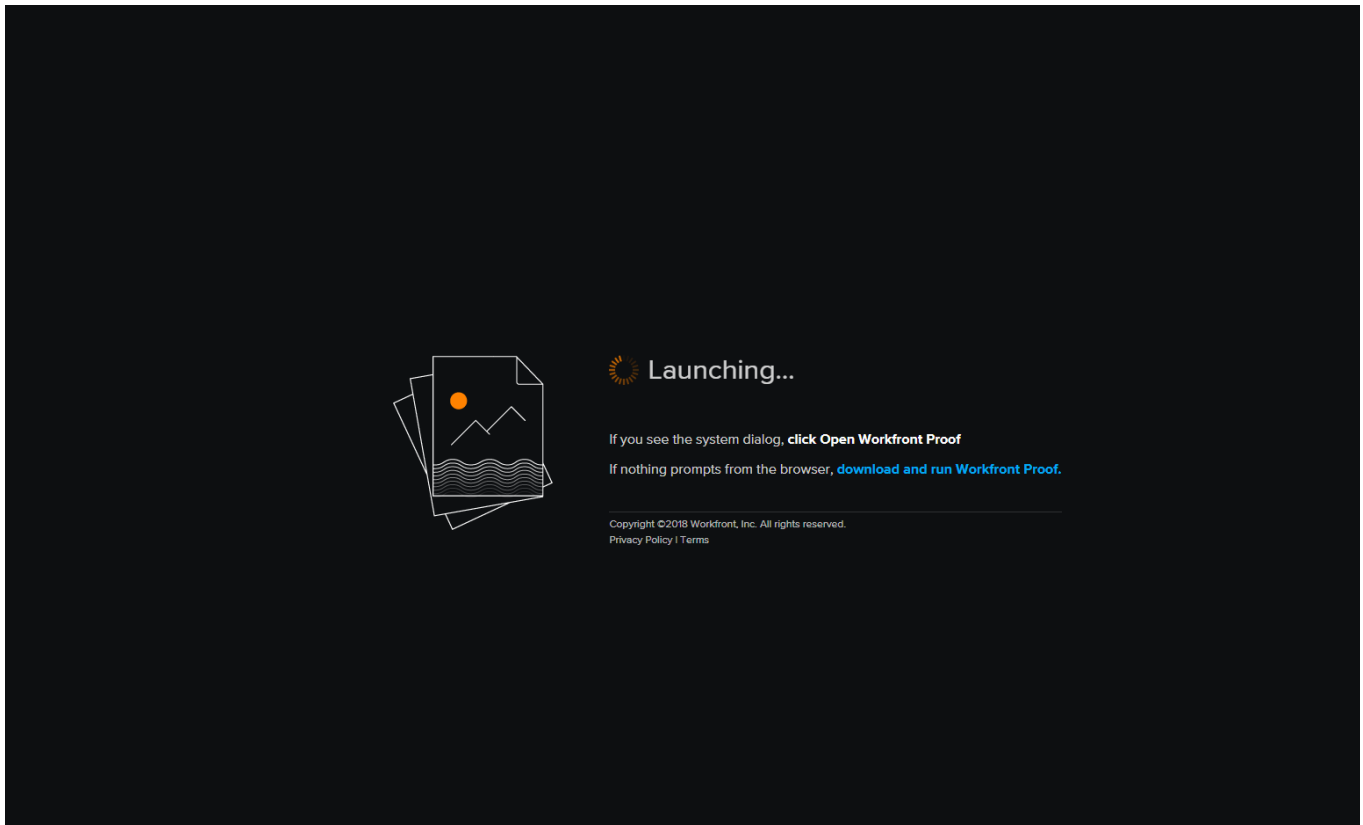 Launching...
If you see the system dialog, click Open Workfront Proof
If nothing prompts from the browser, download and run Workfront Proof.
Copyright ©2018 Workfront, Inc. All rights reserved.
Privacy Policy | Terms